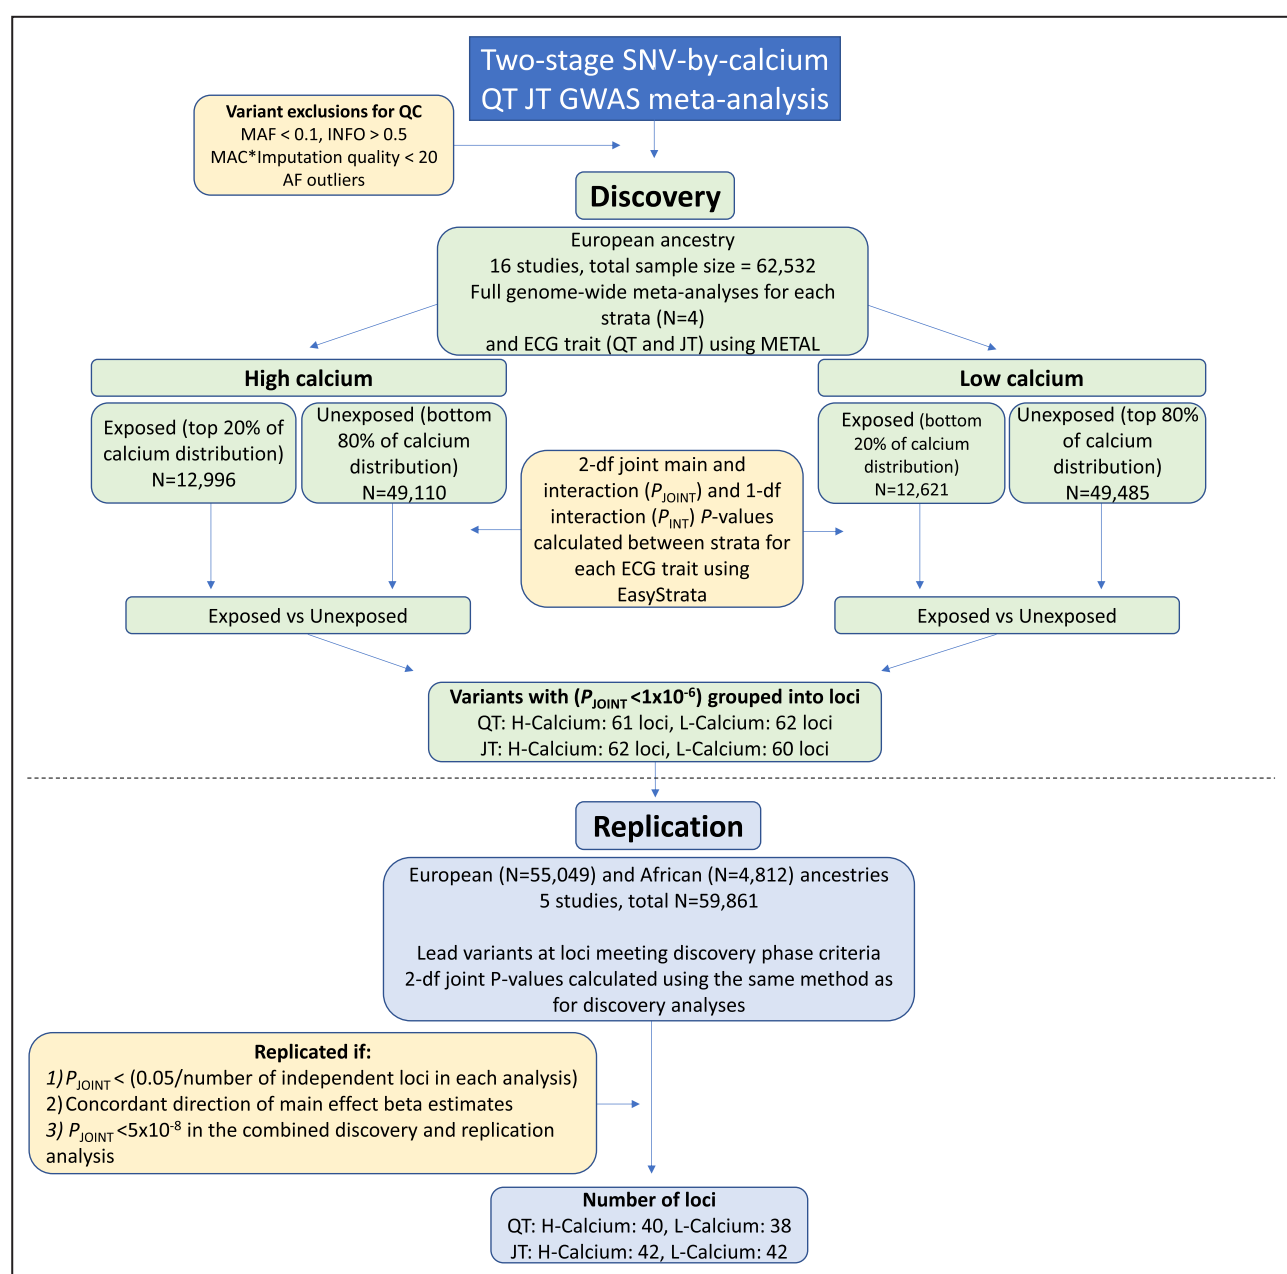 Two-stage SNV-by-calcium
QT JT GWAS meta-analysis
Variant exclusions for QC
MAF < 0.1, INFO > 0.5
MAC*Imputation quality < 20
AF outliers
Discovery
European ancestry
16 studies, total sample size = 62,532
Full genome-wide meta-analyses for each
strata (N=4)
and ECG trait (QT and JT) using METAL
High calcium
Exposed (top 20% of
calcium distribution)
N=12,996
Unexposed (bottom
80% of calcium
distribution)
N=49,110
Low calcium
Exposed (bottom
20% of calcium
distribution)
N=12,621
Unexposed (top 80%
of calcium
distribution)
N=49,485
2-df joint main and
interaction (P_JOINT) and 1-df
interaction (P_INT) P-values
calculated between strata for
each ECG trait using
EasyStrata
Exposed vs Unexposed
Exposed vs Unexposed
Variants with (P_JOINT <1x10^-6) grouped into loci
QT: H-Calcium: 61 loci, L-Calcium: 62 loci
JT: H-Calcium: 62 loci, L-Calcium: 60 loci
Replication
European (N=55,049) and African (N=4,812) ancestries
5 studies, total N=59,861
Lead variants at loci meeting discovery phase criteria
2-df joint P-values calculated using the same method as
for discovery analyses
Replicated if:
1) P_JOINT < (0.05/number of independent loci in each analysis)
2) Concordant direction of main effect beta estimates
3) P_JOINT <5x10^-8 in the combined discovery and replication
analysis
Number of loci
QT: H-Calcium: 40, L-Calcium: 38
JT: H-Calcium: 42, L-Calcium: 42